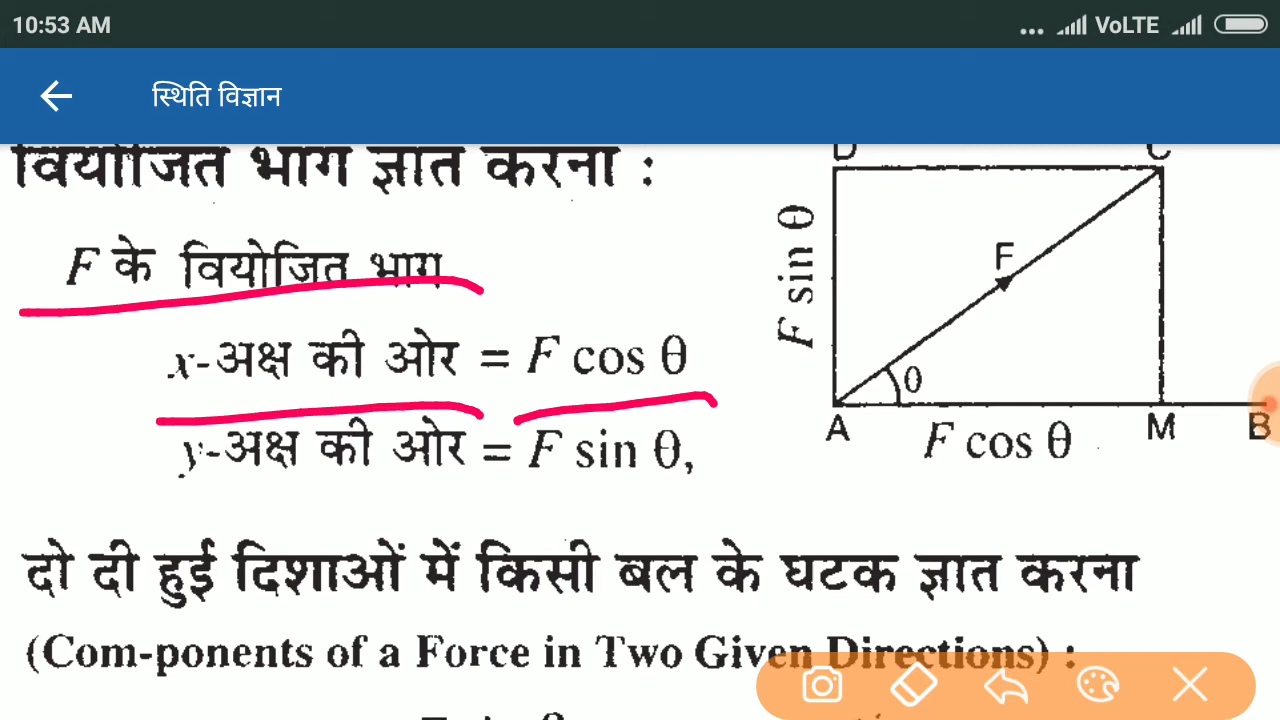 10:53 AM
... VoLTE
स्थिति विज्ञान
वियोजित भाग ज्ञात करना :
F के वियोजित भाग
x-अक्ष की ओर = F cos θ
y-अक्ष की ओर = F sin θ,
D C
F sin θ
F
θ
A M B
F cos θ
दो दी हुई दिशाओं में किसी बल के घटक ज्ञात करना
(Com-ponents of a Force in Two Given Directions) :